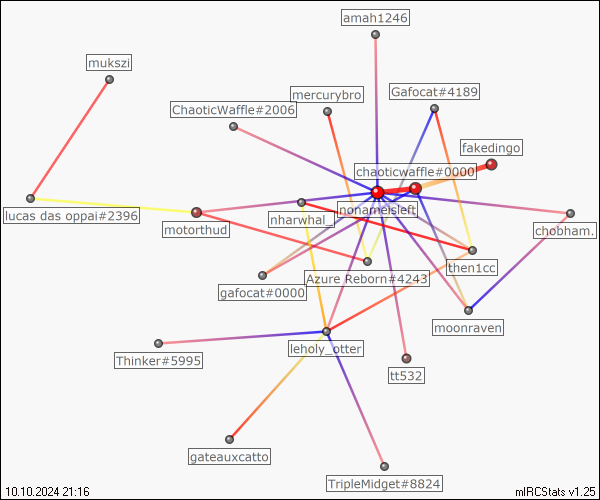 amah1246
mukszi
Gafocat#4189
mercurybro
ChaoticWaffle#2006
fakedingo
chaoticwaffle#0000
nonameisleft
lucas das oppai#2396
nharwhal_
motorthud
chobham.
then1cc
Azure Reborn#4243
gafocat#0000
moonraven
leholy_otter
Thinker#5995
tt532
gateauxcatto
TripleMidget#8824
10.10.2024 21:16
mIRCStats v1.25